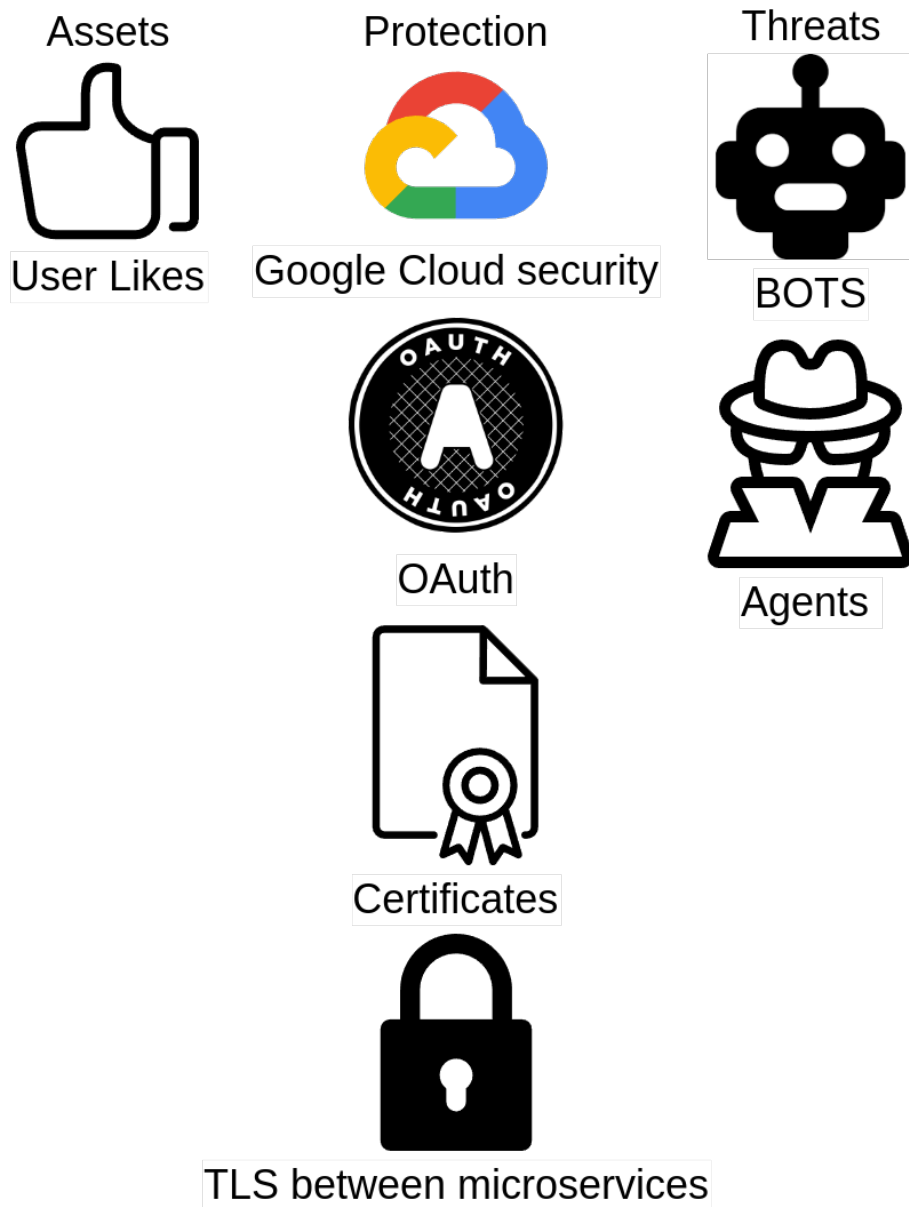 Assets
Protection
Threats
User Likes
Google Cloud security
BOTS
OAUTH
OAUTH
OAuth
Agents
Certificates
TLS between microservices